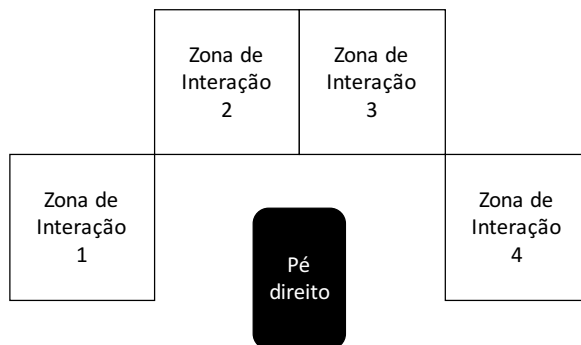 Zona de
Interação
2
Zona de
Interação
3
Zona de
Interação
1
Zona de
Interação
4
Pé
direito